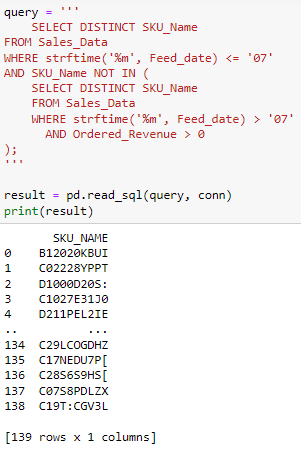 query = '''
SELECT DISTINCT SKU_Name
FROM Sales_Data
WHERE strftime('%m', Feed_date) <= '07'
AND SKU_Name NOT IN (
SELECT DISTINCT SKU_Name
FROM Sales_Data
WHERE strftime('%m', Feed_date) > '07'
AND Ordered_Revenue > 0
);
'''
result = pd.read_sql(query, conn)
print(result)
SKU_NAME
0 B12020KBUI
1 C02228YPPT
2 D1000D20S:
3 C1027E31J0
4 D211PEL2IE
.. ...
134 C29LCOGDHZ
135 C17NEDU7P[
136 C28S6S9HS[
137 C07S8PDLZX
138 C19T:CGV3L
[139 rows x 1 columns]